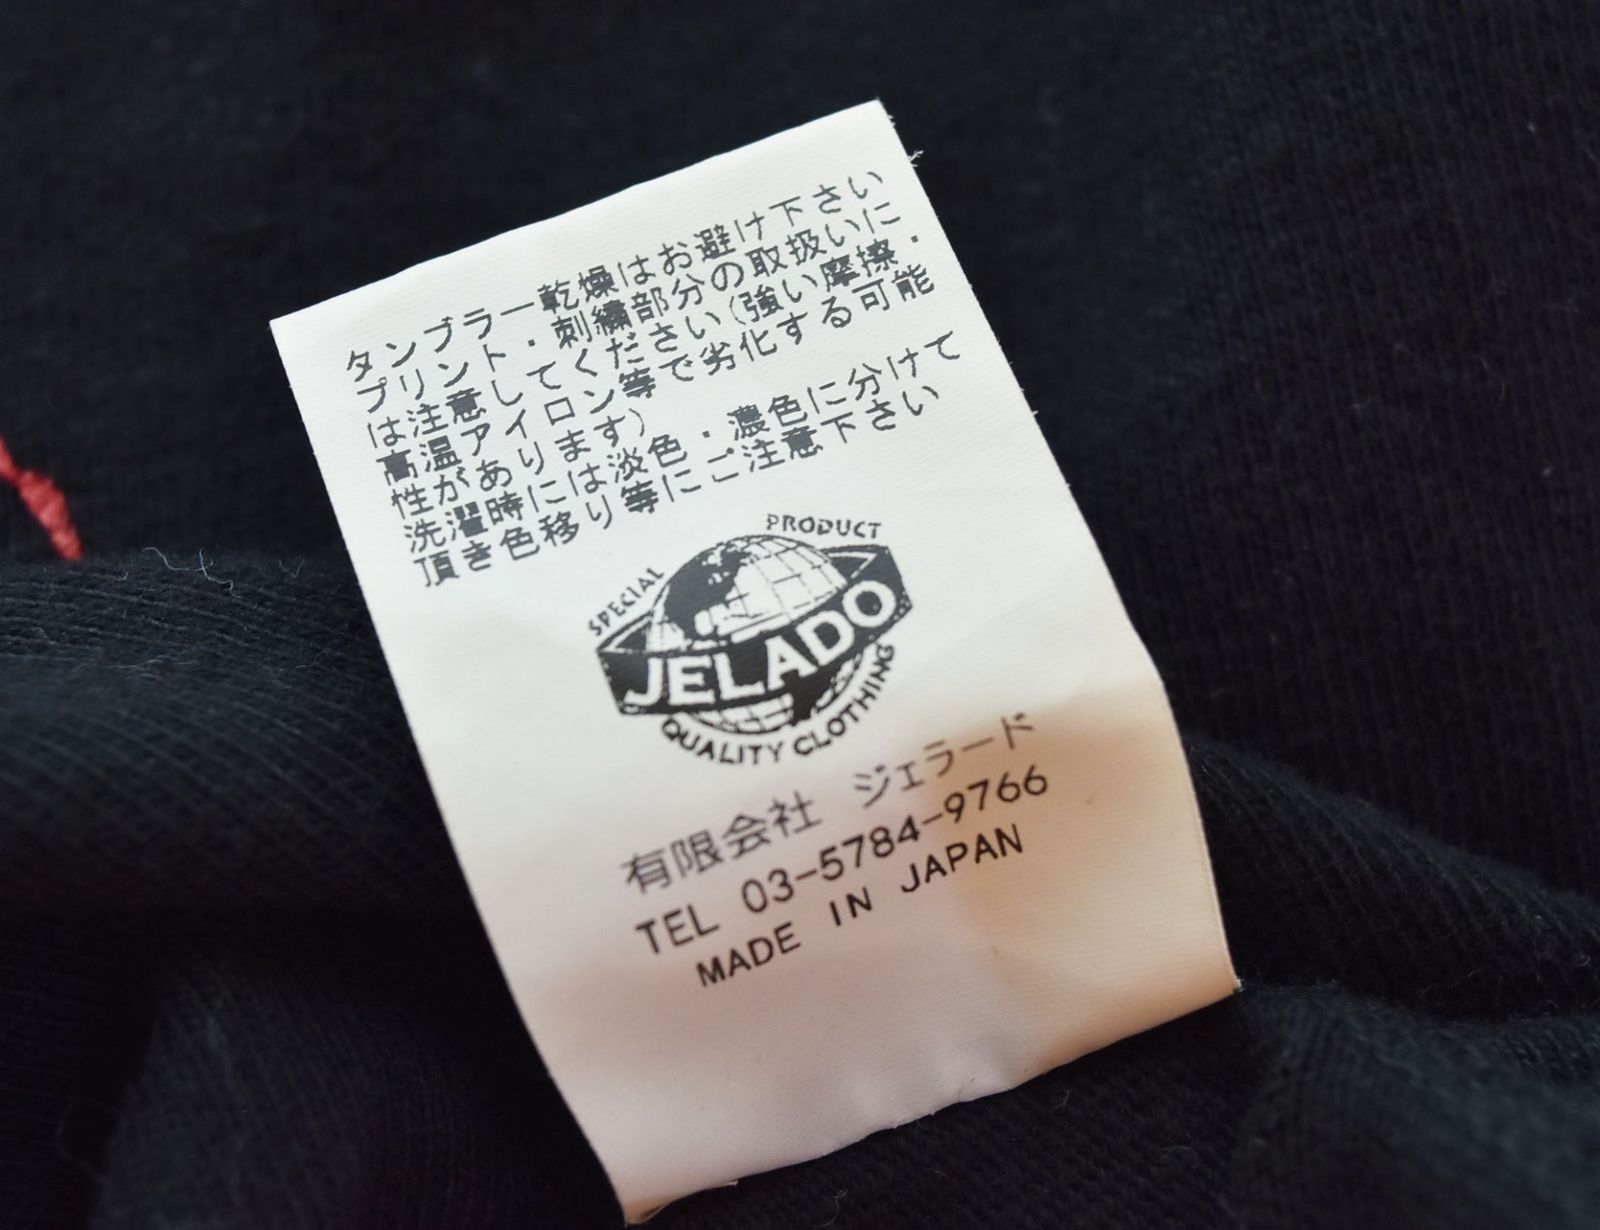 タンブラー乾燥はお避け下さい
プリント・刺繍部分の取扱いに
は注意してください(強い摩擦・
高温アイロン等で劣化する可能
性があります)
洗濯時には淡色・濃色に分けて
頂き色移り等にご注意下さい
SPECIAL PRODUCT
JELADO
QUALITY CLOTHING
有限会社 ジェラード
TEL 03-5784-9766
MADE IN JAPAN